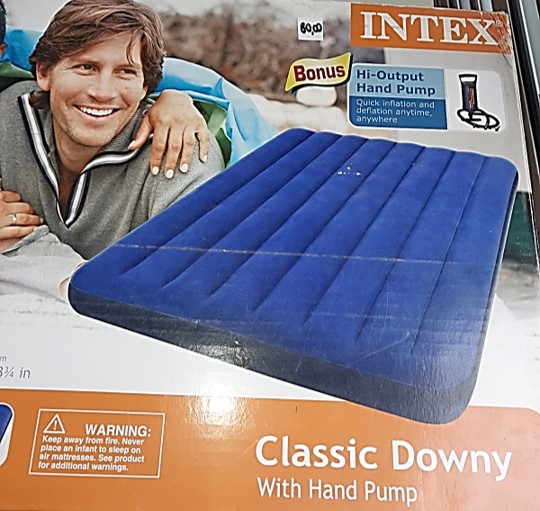 60,00
INTEX
Bonus
Hi-Output
Hand Pump
Quick inflation and
deflation anytime,
anywhere
¾ in
WARNING:
Keep away from fire. Never
place an infant to sleep on
air mattresses. See product
for additional warnings.
Classic Downy
With Hand Pump